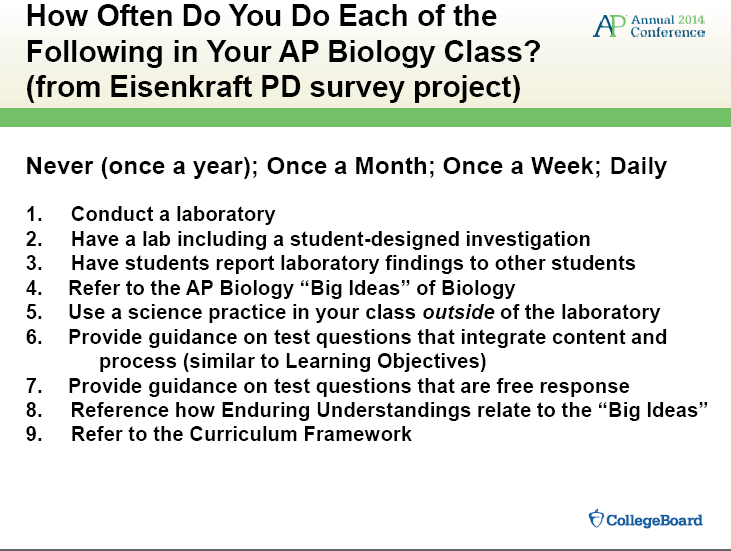 How Often Do You Do Each of the
Following in Your AP Biology Class?
(from Eisenkraft PD survey project)
AP Annual 2014
Conference
Never (once a year); Once a Month; Once a Week; Daily
1. Conduct a laboratory
2. Have a lab including a student-designed investigation
3. Have students report laboratory findings to other students
4. Refer to the AP Biology “Big Ideas” of Biology
5. Use a science practice in your class outside of the laboratory
6. Provide guidance on test questions that integrate content and
process (similar to Learning Objectives)
7. Provide guidance on test questions that are free response
8. Reference how Enduring Understandings relate to the “Big Ideas”
9. Refer to the Curriculum Framework
CollegeBoard